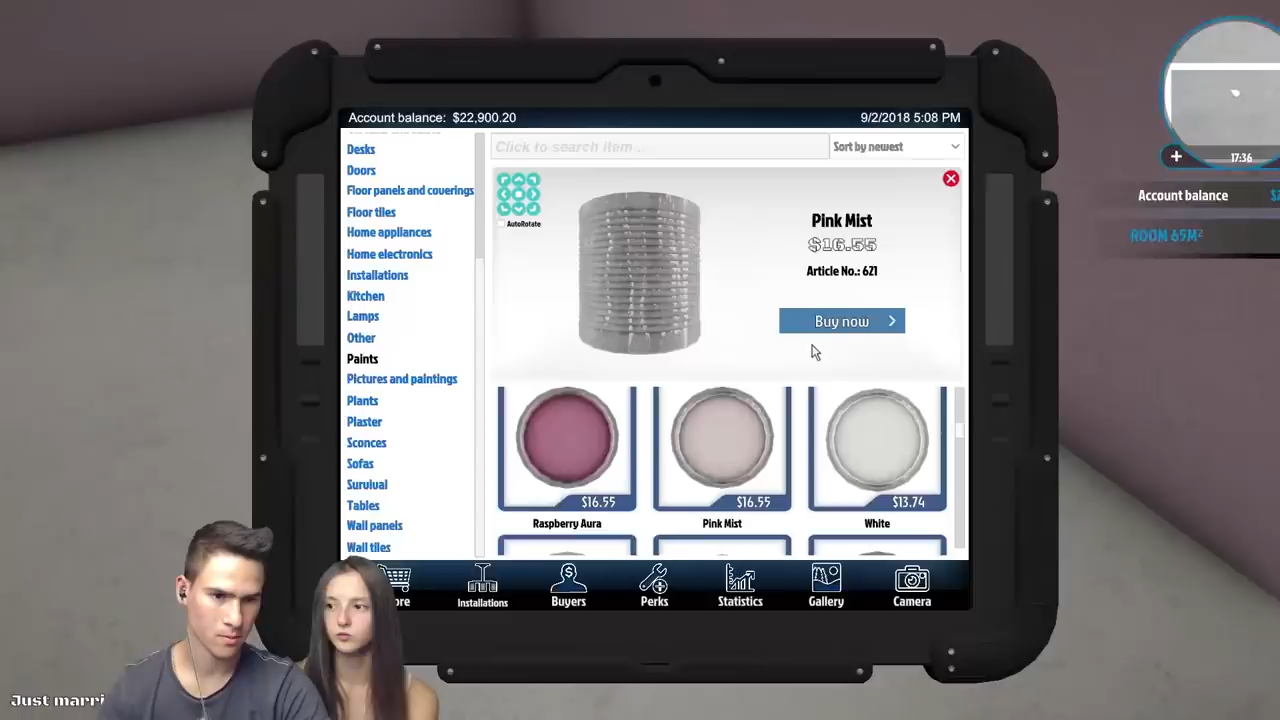 Account balance: $22,900.20
9/2/2018 5:08 PM
Desks
Doors
Floor panels and coverings
Floor tiles
Home appliances
Home electronics
Installations
Kitchen
Lamps
Other
Paints
Pictures and paintings
Plants
Plaster
Sconces
Sofas
Survival
Tables
Wall panels
Wall tiles
Click to search item...
Sort by newest
AutoRotate
Pink Mist
$16.55
Article No.: 621
Buy now
$16.55
$16.55
$13.74
Raspberry Aura
Pink Mist
White
ore
Installations
Buyers
Perks
Statistics
Gallery
Camera
17:36
Account balance
ROOM 65M²
Just marri